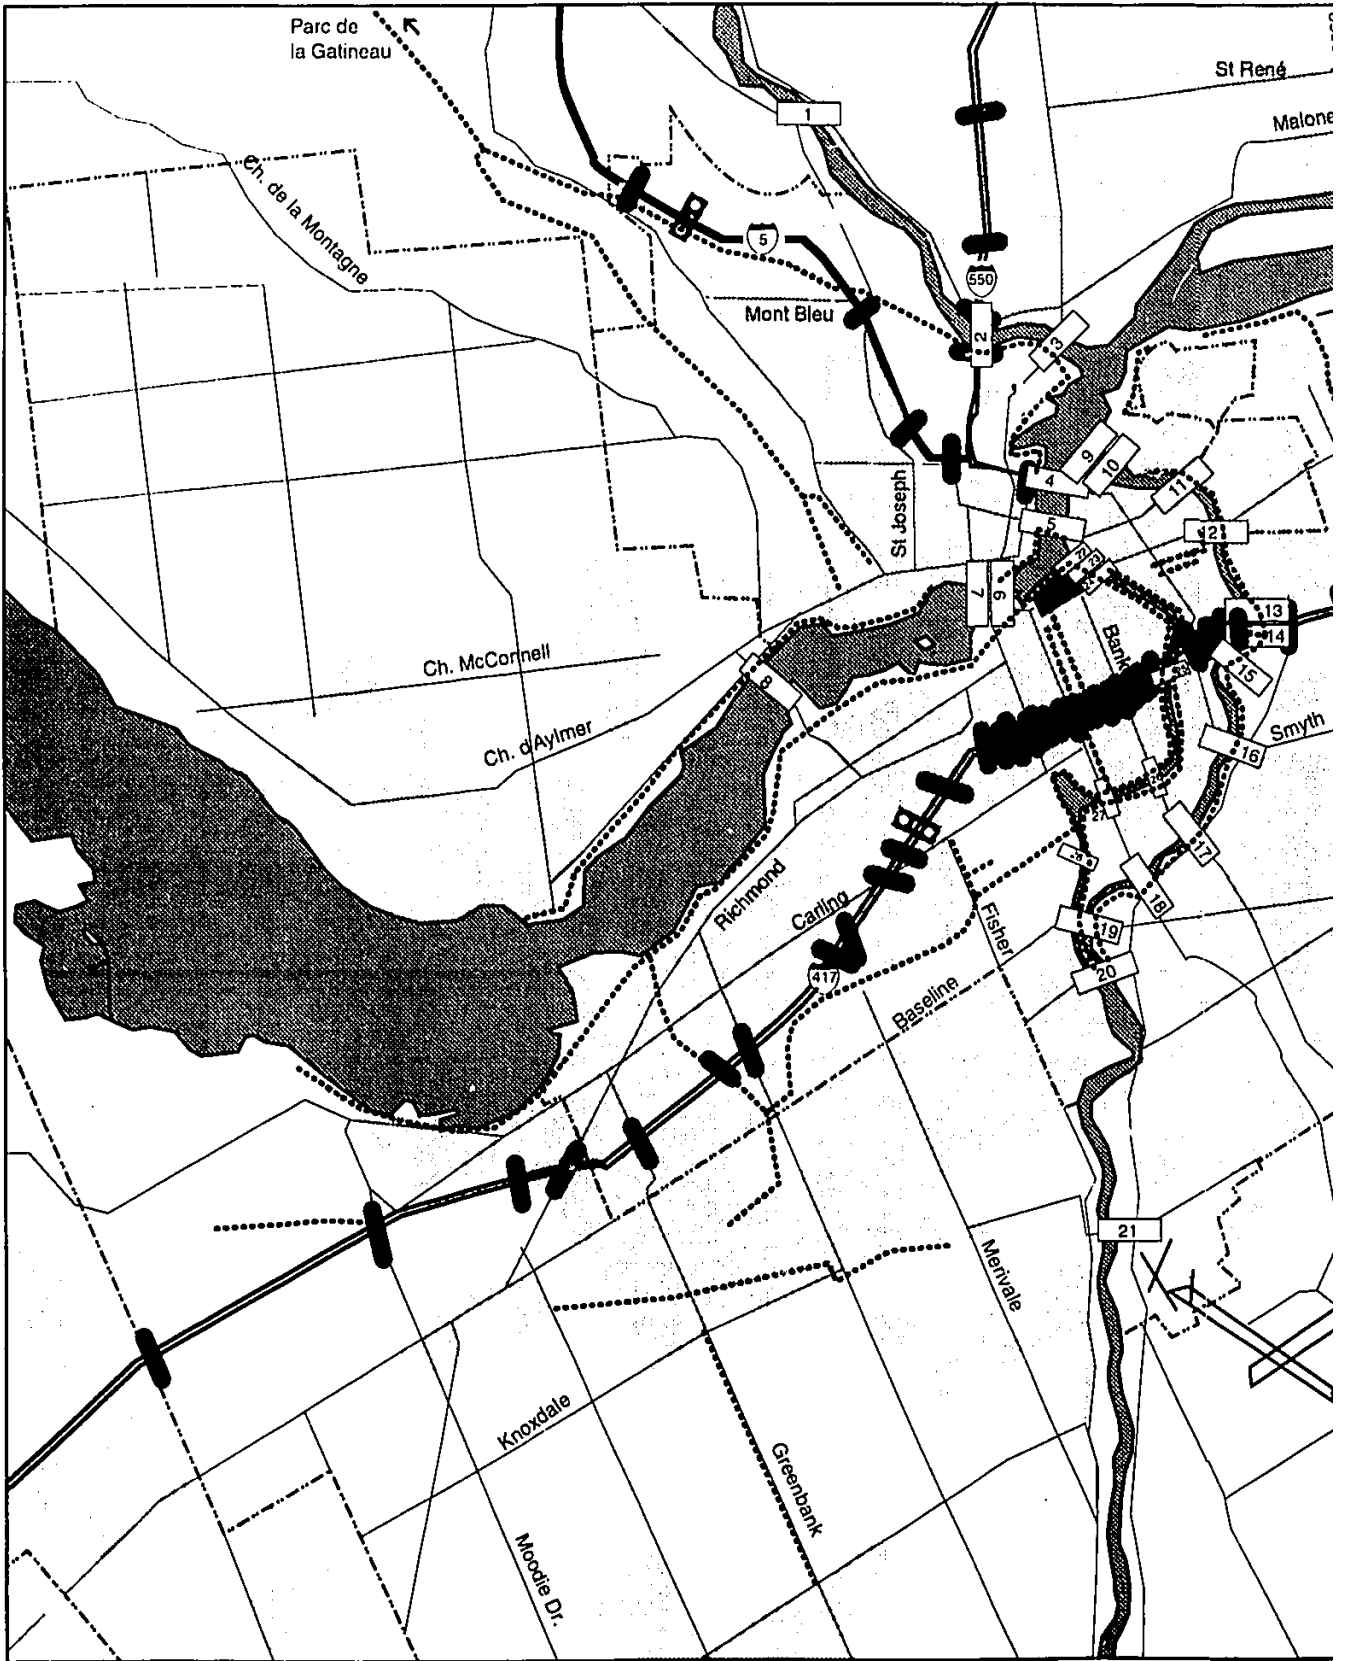 Parc de
la Gatineau
St René
Malone
1
Ch. de la Montagne
5
550
Mont Bleu
2
3
9
10
4
11
St Joseph
5
12
7
6
23
13
14
Bank
Ch. McConnell
8
15
Ch. d'Aylmer
Smyth
16
27
17
Richmond
Carling
18
Fisher
19
417
20
Baseline
21
Merivale
Knoxdale
Greenbank
Moodie Dr.